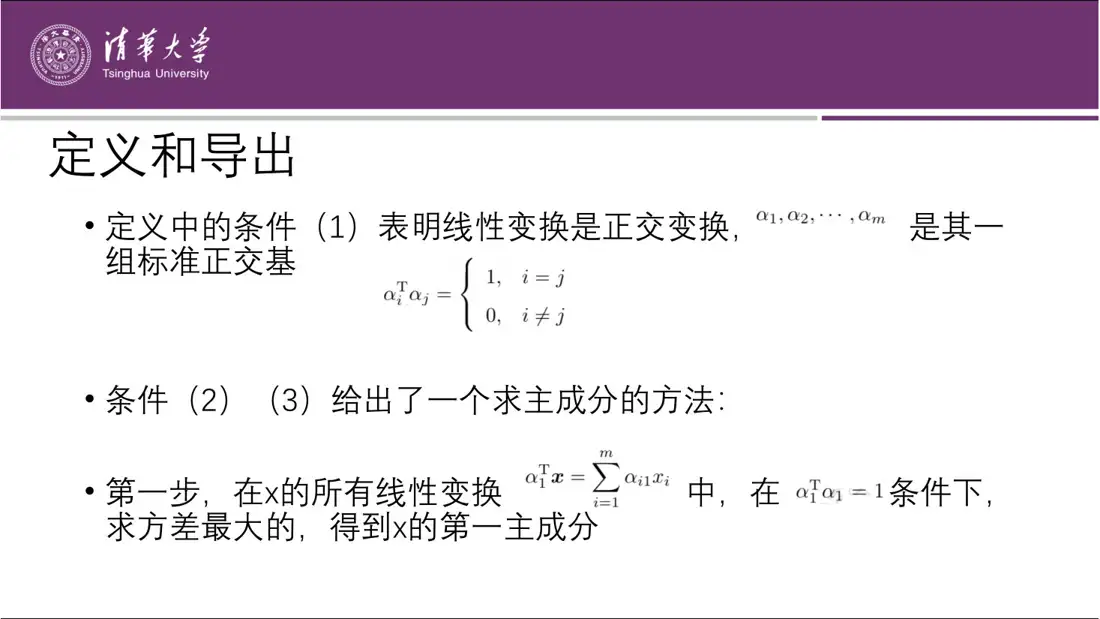 清华大学
Tsinghua University
定义和导出
• 定义中的条件（1）表明线性变换是正交变换，α₁, α₂, ⋯ , αₘ 是其一
组标准正交基
αᵢᵀαⱼ = { 1, i = j
0, i ≠ j
• 条件（2）（3）给出了一个求主成分的方法：
• 第一步，在x的所有线性变换 α₁ᵀx = ∑ᵢ₌₁ᵐ αᵢ₁xᵢ 中，在 α₁ᵀα₁ = 1 条件下，
求方差最大的，得到x的第一主成分